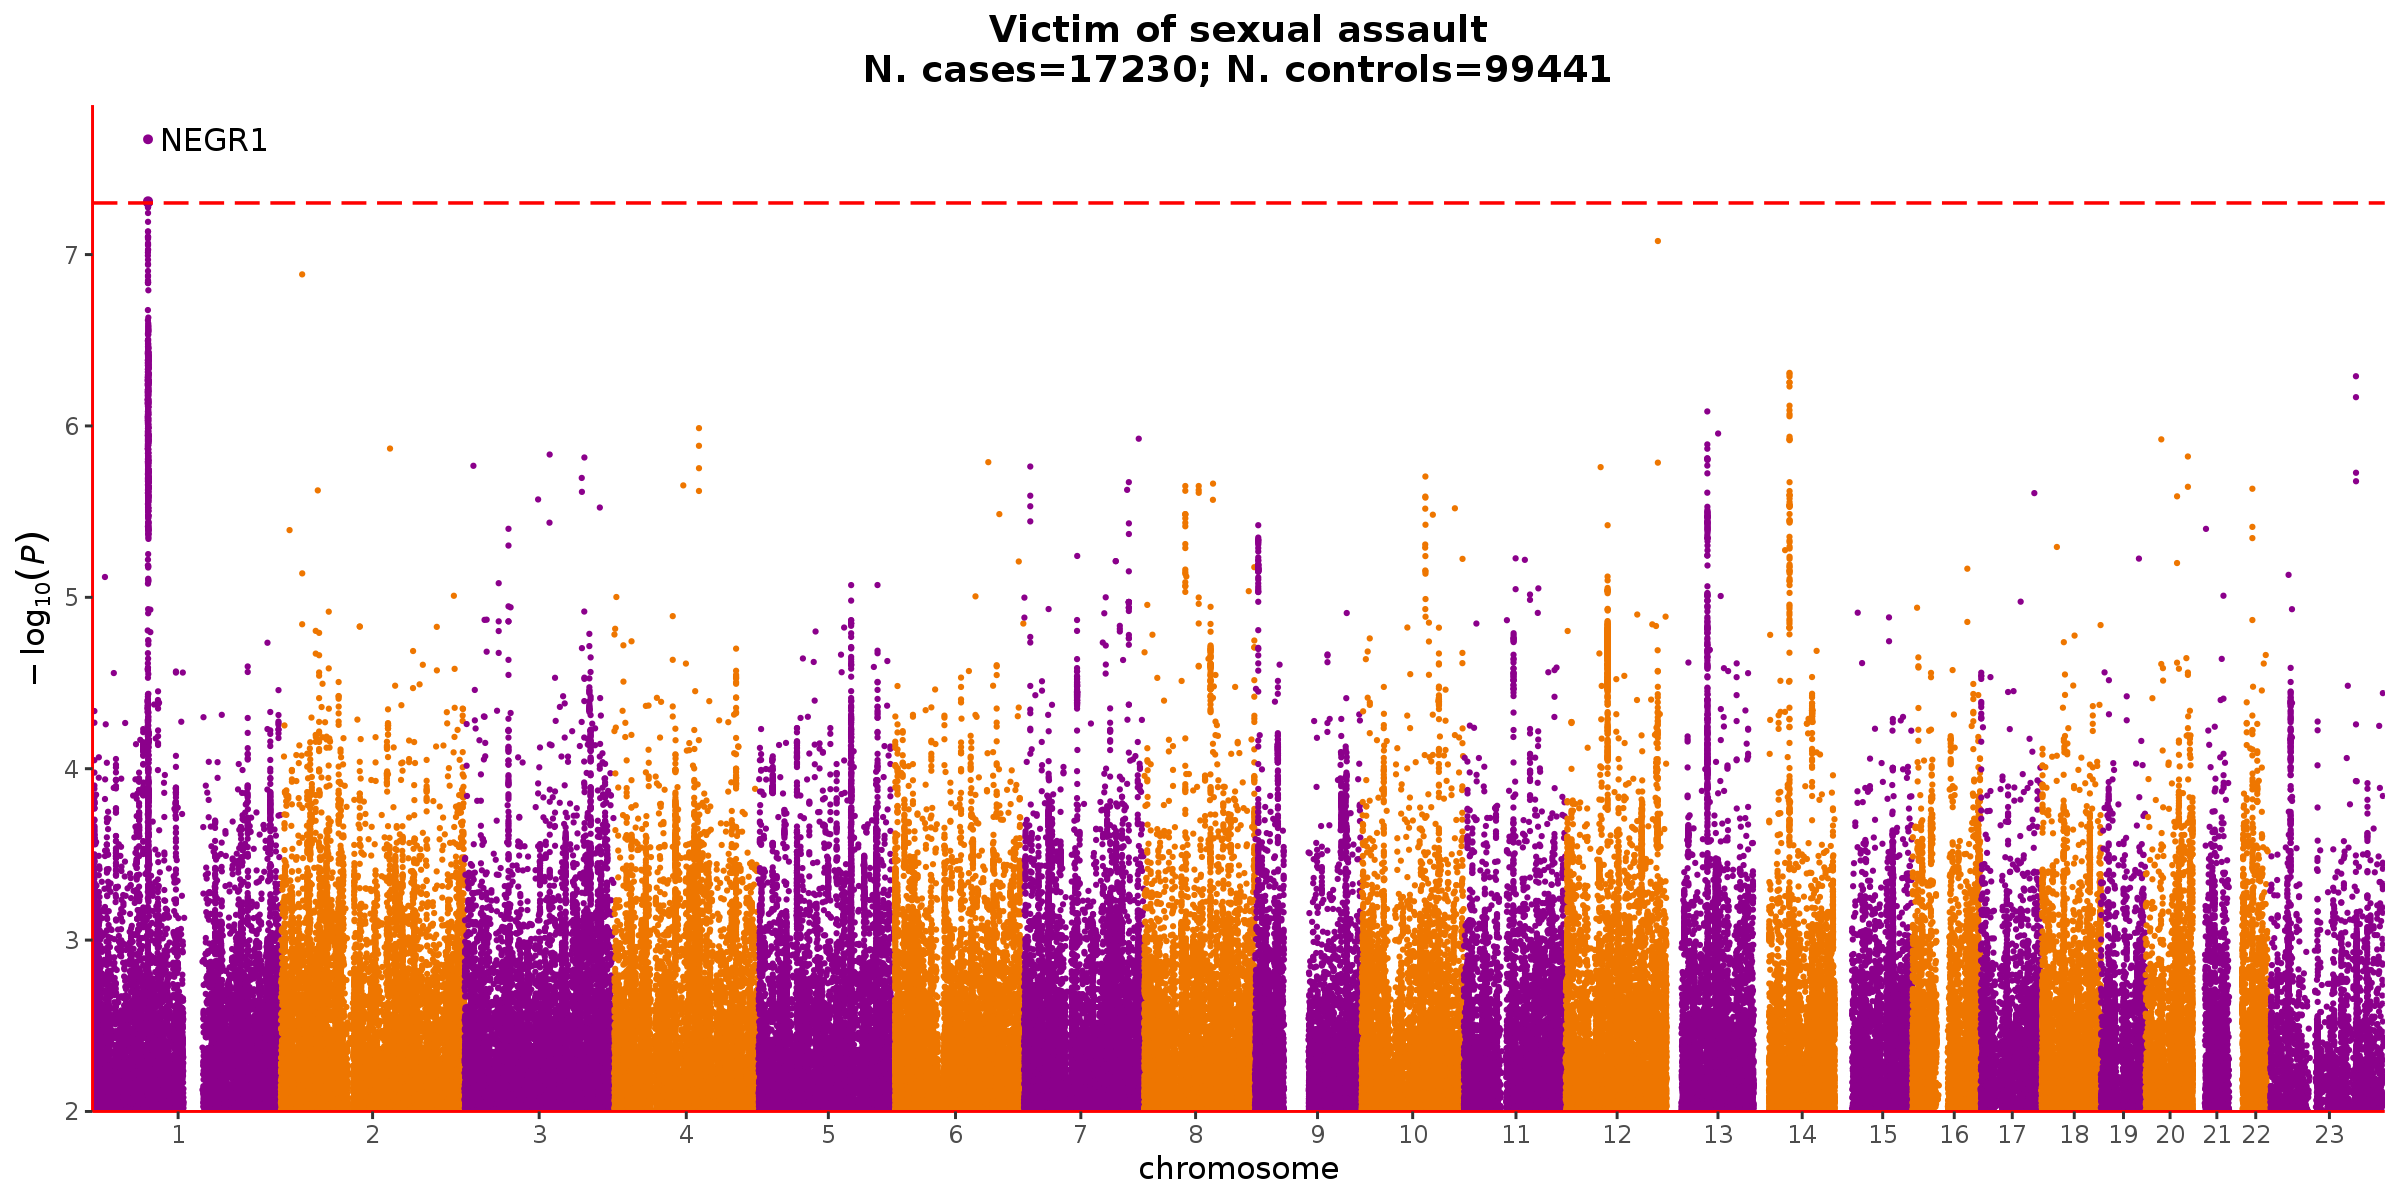 Victim of sexual assault
N. cases=17230; N. controls=99441
NEGR1
7
6
5
4
3
2
− log₁₀(P)
1 2 3 4 5 6 7 8 9 10 11 12 13 14 15 16 17 18 19 20 21 22 23
chromosome